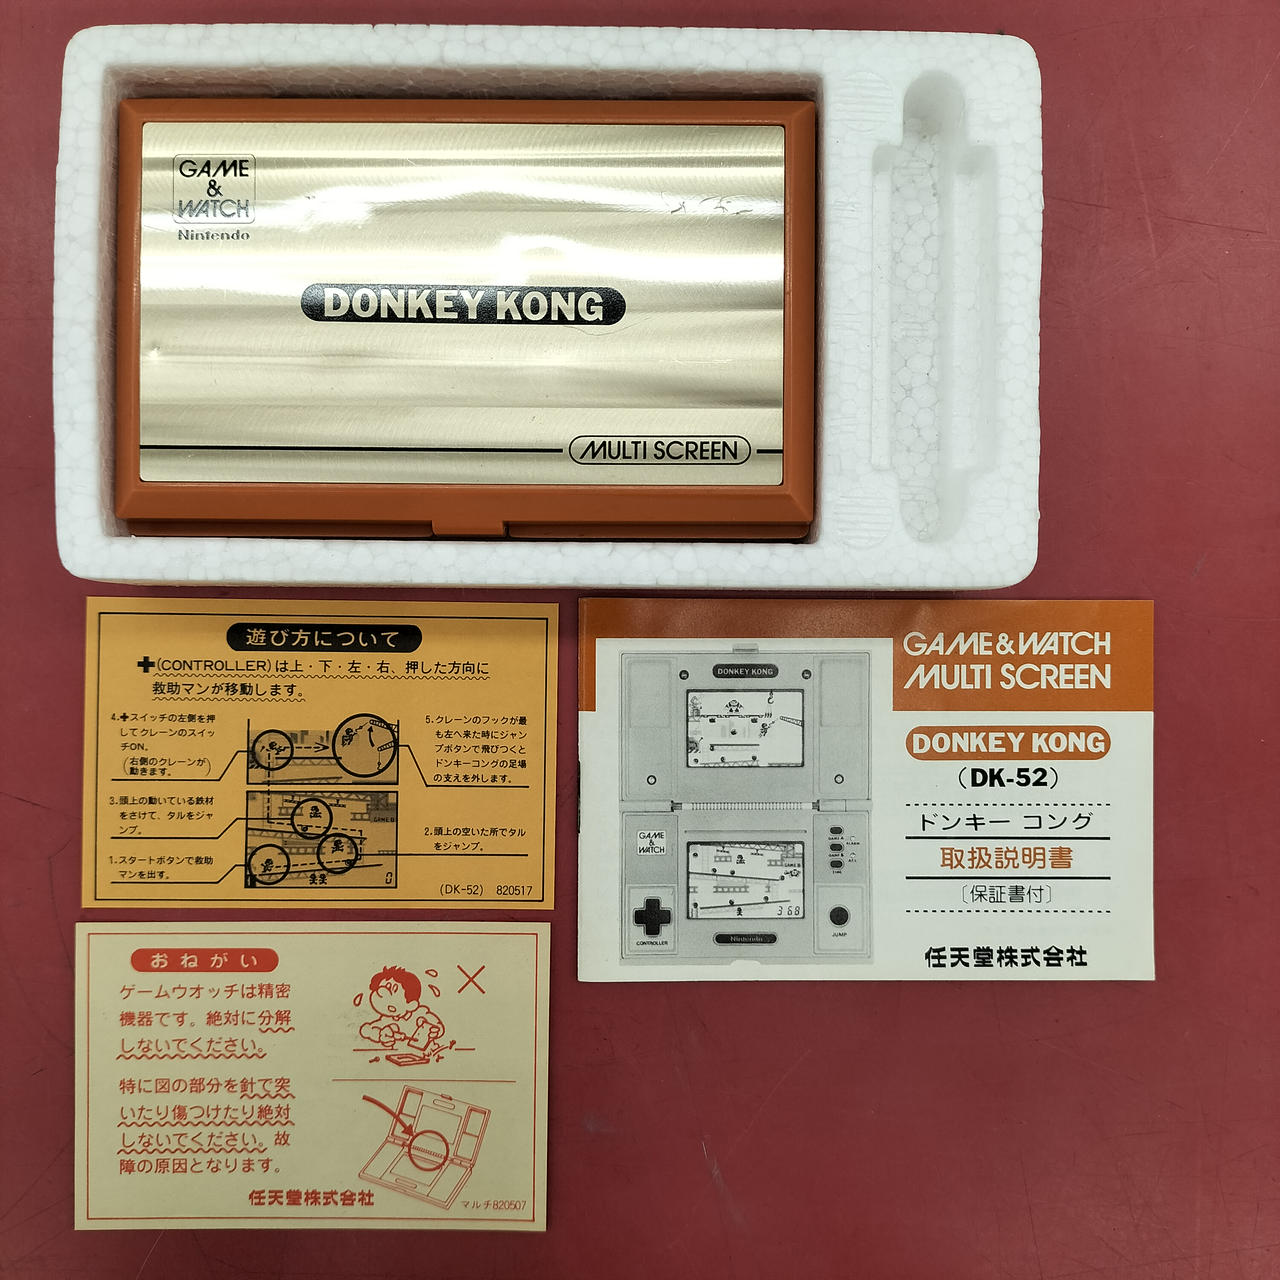 GAME
&
WATCH
Nintendo
DONKEY KONG
MULTI SCREEN
遊び方について
✚(CONTROLLER)は上・下・左・右、押した方向に
救助マンが移動します。
4.✚スイッチの左側を押
してクレーンのスイッ
チON。
(右側のクレーンが
動きます。)
3.頭上の動いている鉄材
をさけて、タルをジャ
ンプ。
1.スタートボタンで救助
マンを出す。
5.クレーンのフックが最
も左へ来た時にジャン
プボタンで飛びつくと
ドンキーコングの足場
の支えを外します。
2.頭上の空いた所でタル
をジャンプ。
GAME B
0
(DK-52) 820517
GAME & WATCH
MULTI SCREEN
DONKEY KONG
(DK-52)
ドンキー コング
取扱説明書
〔保証書付〕
任天堂株式会社
DONKEY KONG
GAME
&
WATCH
GAME A
GAME B
TIME
ALARM
ACL
GAME B
368
CONTROLLER
Nintendo
JUMP
おねがい
ゲームウオッチは精密
機器です。絶対に分解
しないでください。
特に図の部分を針で突
いたり傷つけたり絶対
しないでください。故
障の原因となります。
任天堂株式会社
マルチ820507